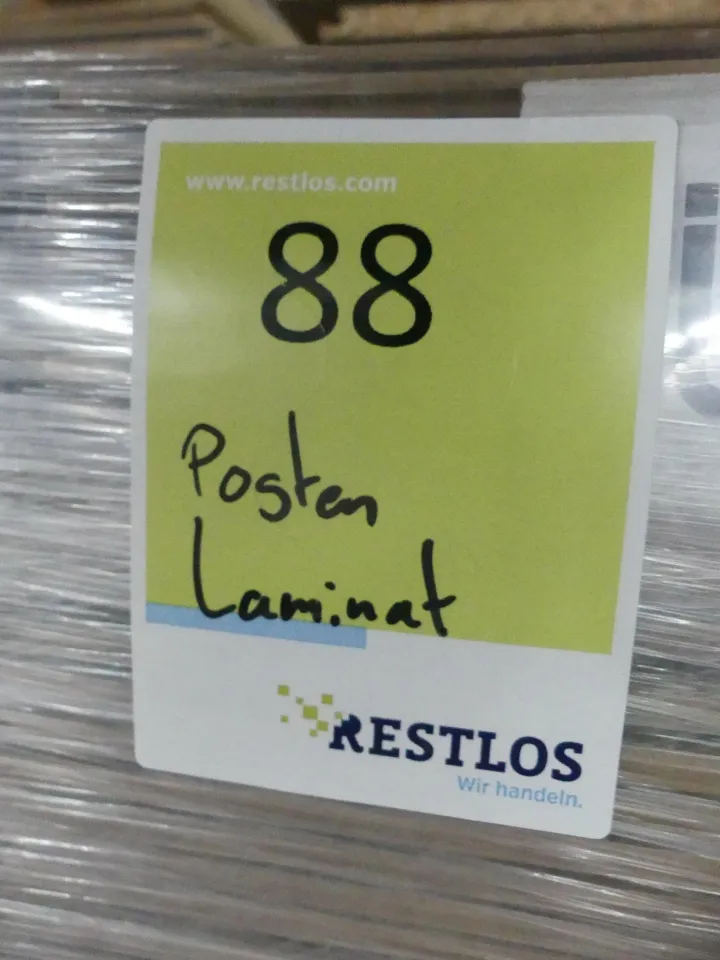 www.restlos.com
88
Posten
Laminat
RESTLOS
Wir handeln.